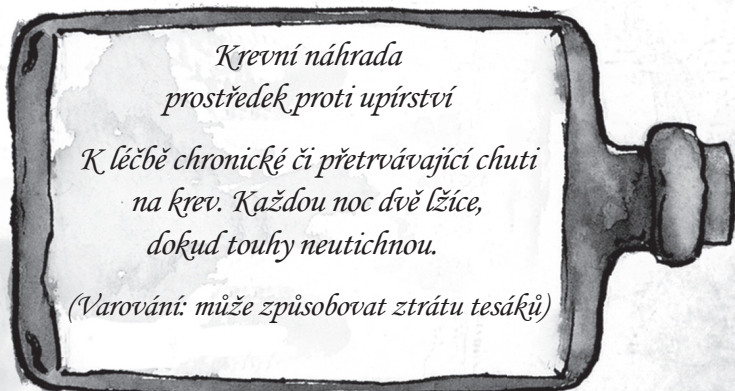 Krevní náhrada
prostředek proti upírství
K léčbě chronické či přetrvávající chuti
na krev. Každou noc dvě lžíce,
dokud touhy neutichnou.
(Varování: může způsobovat ztrátu tesáků)